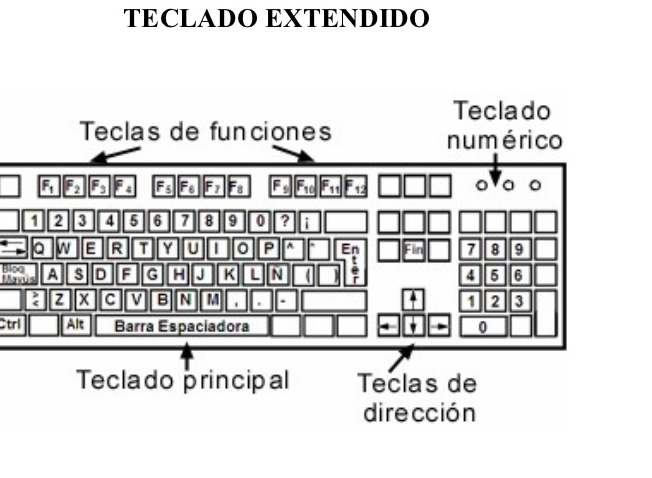 TECLADO EXTENDIDO
Teclado
numérico
Teclas de funciones
F1 F2 F3 F4 F5 F6 F7 F8 F9 F10 F11 F12
1 2 3 4 5 6 7 8 9 0 ? ¡
Q W E R T Y U I O P ^ Enter 7 8 9
Fin
Bloq Mayús A S D F G H J K L Ñ 4 5 6
Z X C V B N M , . - 1 2 3
Ctrl Alt Barra Espaciadora 0
Teclado principal
Teclas de
dirección